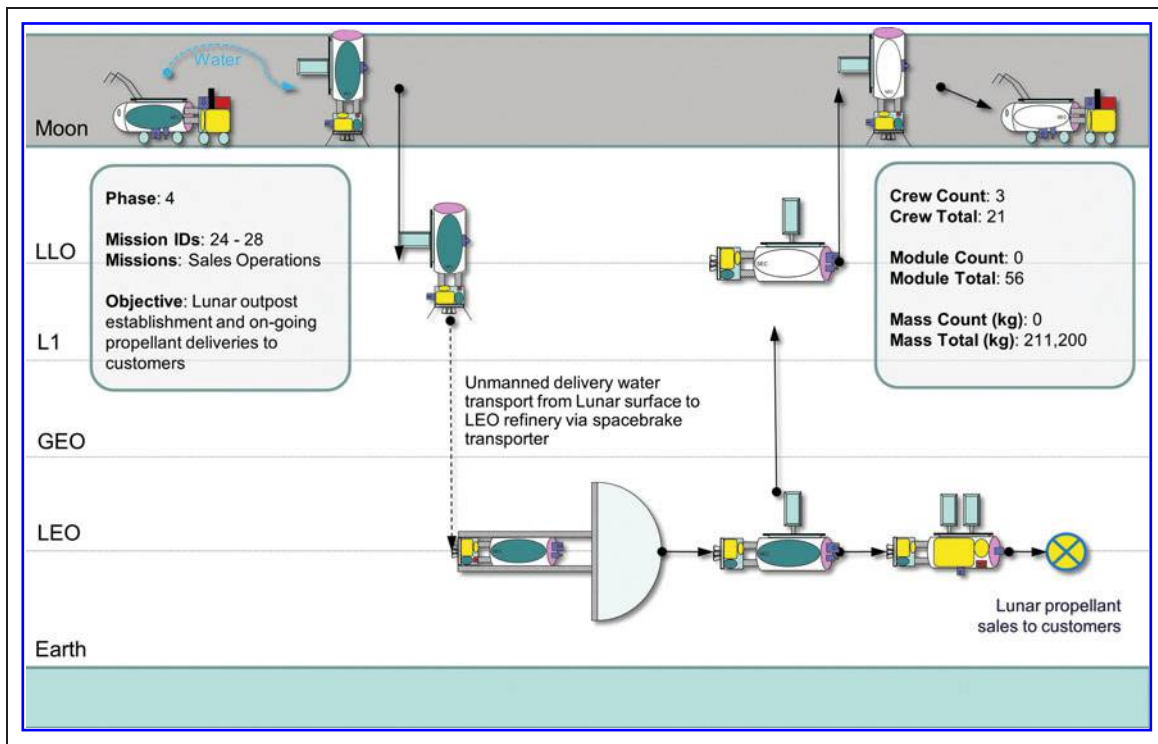 Water
Moon
Phase: 4
Mission IDs: 24 - 28
Missions: Sales Operations
Objective: Lunar outpost
establishment and on-going
propellant deliveries to
customers
Crew Count: 3
Crew Total: 21
Module Count: 0
Module Total: 56
Mass Count (kg): 0
Mass Total (kg): 211,200
LLO
L1
Unmanned delivery water
transport from Lunar surface to
LEO refinery via spacebrake
transporter
GEO
LEO
Lunar propellant
sales to customers
Earth